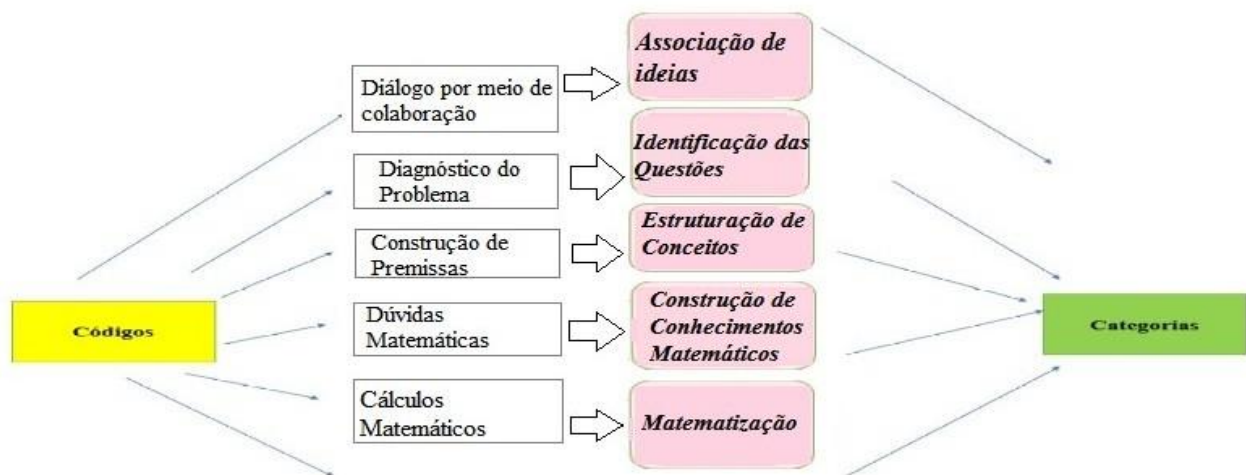 Códigos
Diálogo por meio de
colaboração
Associação de
ideias
Diagnóstico do
Problema
Identificação das
Questões
Construção de
Premissas
Estruturação de
Conceitos
Dúvidas
Matemáticas
Construção de
Conhecimentos
Matemáticos
Cálculos
Matemáticos
Matematização
Categorias